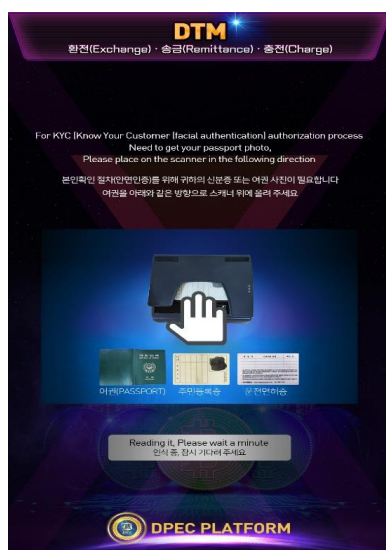 DTM
환전(Exchange) · 송금(Remittance) · 충전(Charge)
For KYC [Know Your Customer (facial authentication] authorization process
Need to get your passport photo,
Please place on the scanner in the following direction
본인확인 절차(안면인증)를 위해 귀하의 신분증 또는 여권 사진이 필요합니다
여권을 아래와 같은 방향으로 스캐너 위에 올려 주세요
여권(PASSPORT) 주민등록증 운전면허증
Reading it, Please wait a minute
인식 중, 잠시 기다려 주세요
DPEC PLATFORM